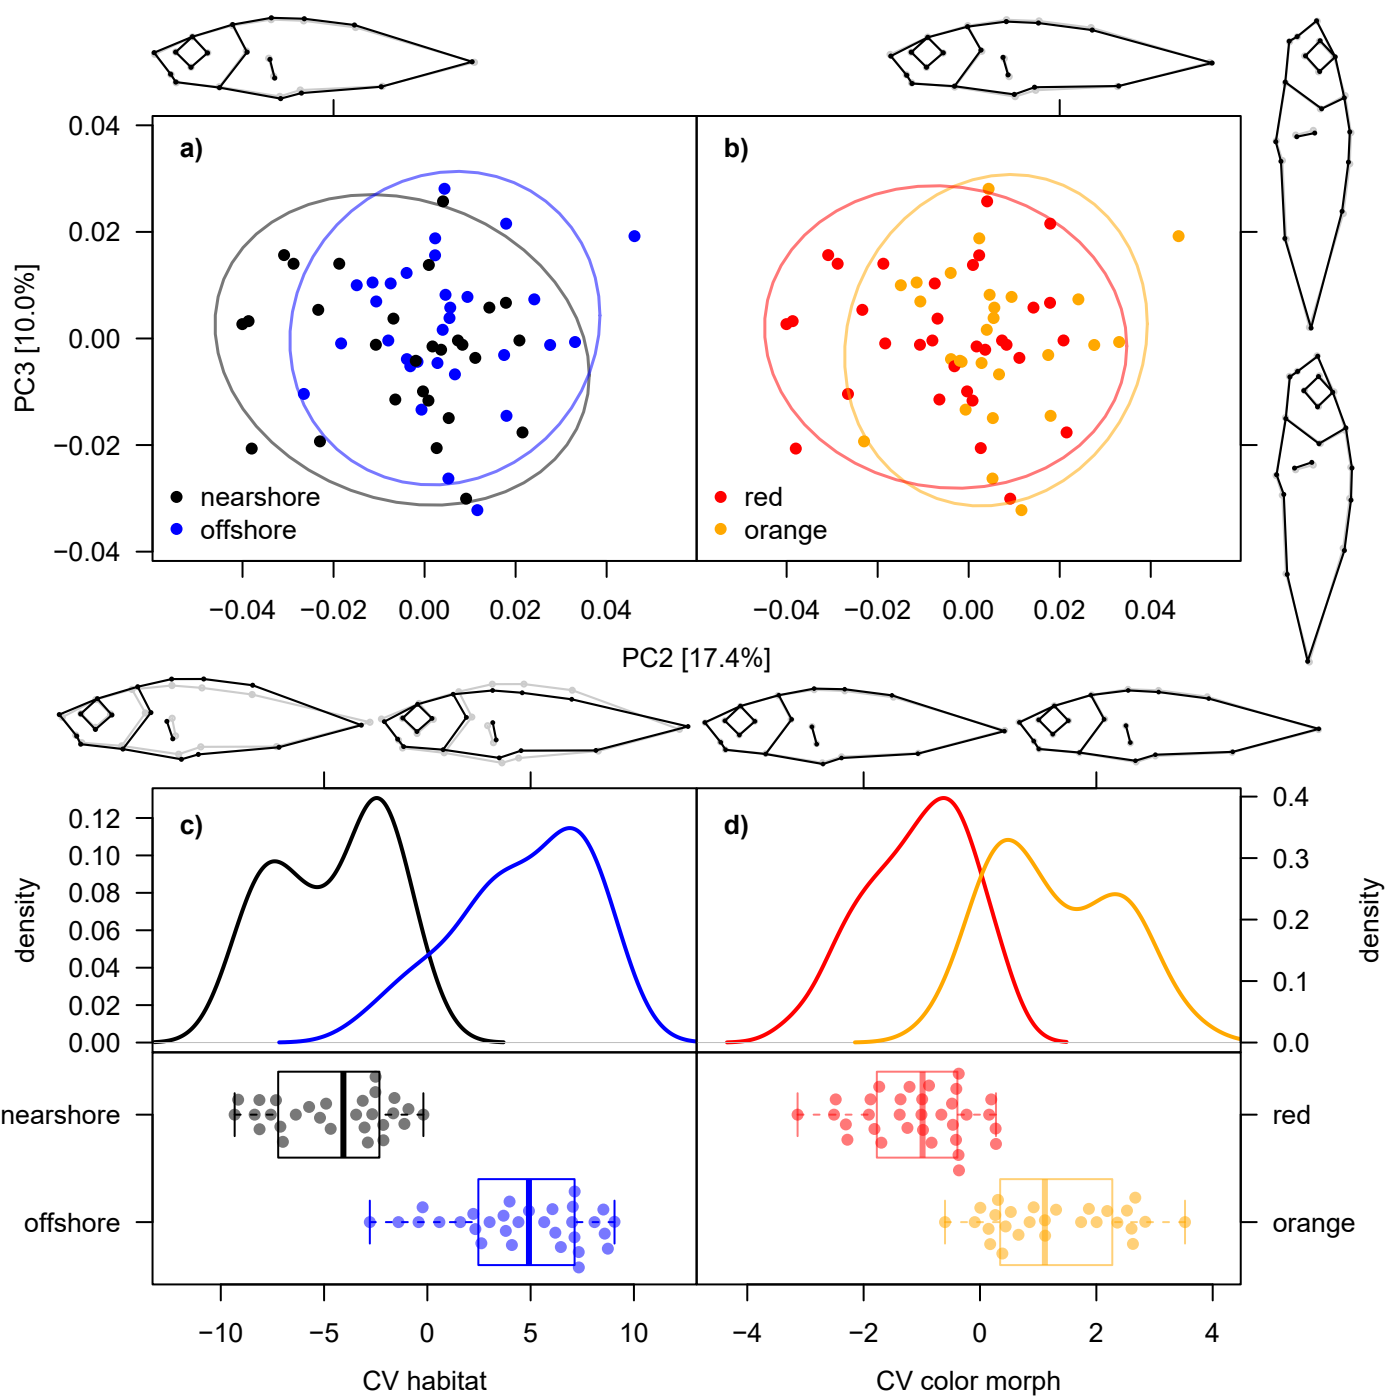 a)
b)
0.04
0.02
0.00
−0.02
−0.04
PC3 [10.0%]
nearshore
offshore
red
orange
−0.04 −0.02 0.00 0.02 0.04
−0.04 −0.02 0.00 0.02 0.04
PC2 [17.4%]
c)
d)
0.12
0.10
0.08
0.06
0.04
0.02
0.00
density
0.4
0.3
0.2
0.1
0.0
density
nearshore
offshore
red
orange
−10 −5 0 5 10
−4 −2 0 2 4
CV habitat
CV color morph